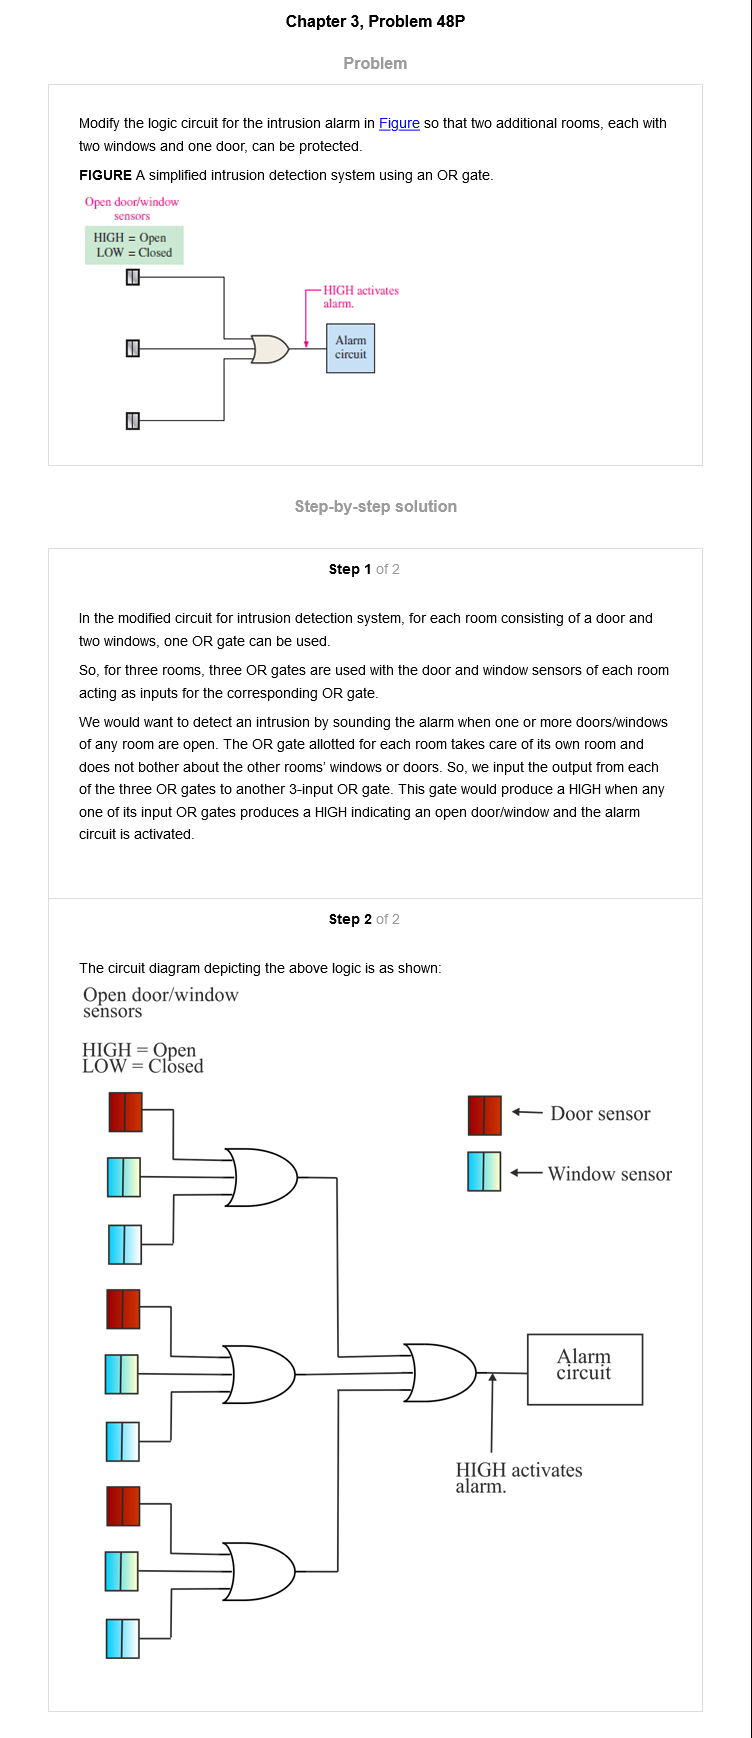 Chapter 3, Problem 48P
Problem
Modify the logic circuit for the intrusion alarm in Figure so that two additional rooms, each with
two windows and one door, can be protected.
FIGURE A simplified intrusion detection system using an OR gate.
Open door/window
sensors
HIGH = Open
LOW = Closed
HIGH activates
alarm.
Alarm
circuit
Step-by-step solution
Step 1 of 2
In the modified circuit for intrusion detection system, for each room consisting of a door and
two windows, one OR gate can be used.
So, for three rooms, three OR gates are used with the door and window sensors of each room
acting as inputs for the corresponding OR gate.
We would want to detect an intrusion by sounding the alarm when one or more doors/windows
of any room are open. The OR gate allotted for each room takes care of its own room and
does not bother about the other rooms' windows or doors. So, we input the output from each
of the three OR gates to another 3-input OR gate. This gate would produce a HIGH when any
one of its input OR gates produces a HIGH indicating an open door/window and the alarm
circuit is activated.
Step 2 of 2
The circuit diagram depicting the above logic is as shown:
Open door/window
sensors
HIGH = Open
LOW = Closed
Door sensor
Window sensor
Alarm
circuit
HIGH activates
alarm.